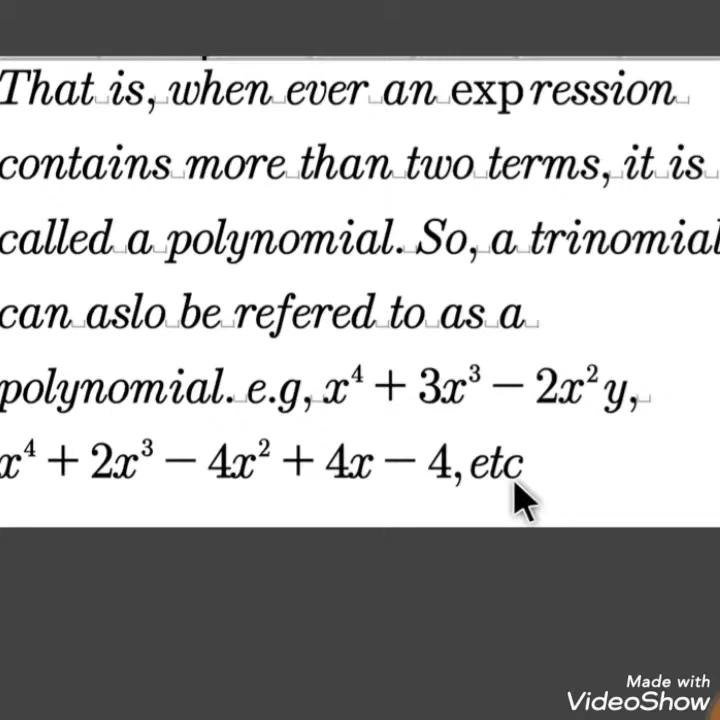 That is, when ever an expression
contains more than two terms, it is
called a polynomial. So, a trinomial
can aslo be refered to as a
polynomial. e.g, x⁴ + 3x³ − 2x²y,
x⁴ + 2x³ − 4x² + 4x − 4, etc
Made with
VideoShow